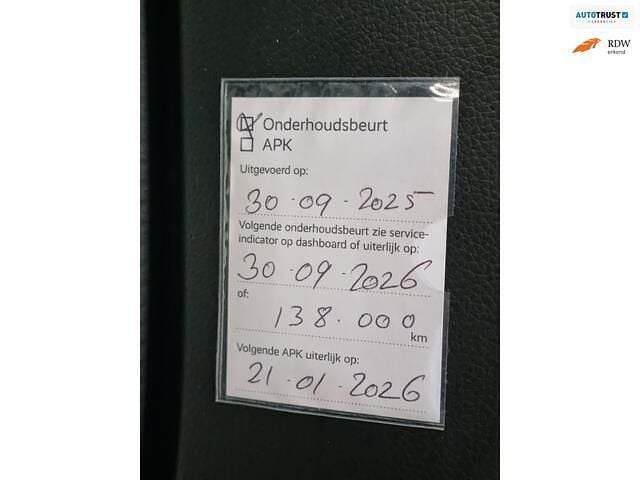 AUTOTRUST
RDW
erkend
Onderhoudsbeurt
APK
Uitgevoerd op:
30·09·2025
Volgende onderhoudsbeurt zie service-
indicator op dashboard of uiterlijk op:
30·09·2026
of:
138.000
km
Volgende APK uiterlijk op:
21·01·2026